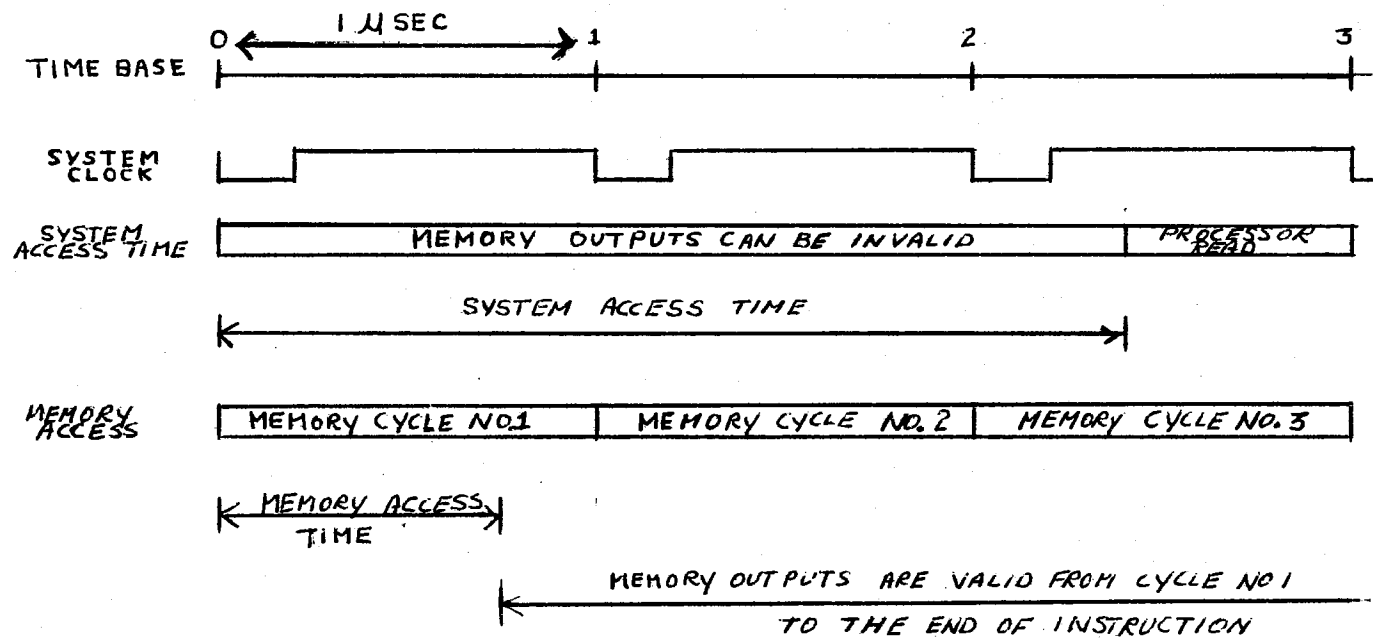 1 µSEC
0 1 2 3
TIME BASE
SYSTEM
CLOCK
SYSTEM
ACCESS TIME
MEMORY OUTPUTS CAN BE INVALID
PROCESSOR
READ
SYSTEM ACCESS TIME
MEMORY
ACCESS
MEMORY CYCLE NO.1
MEMORY CYCLE NO. 2
MEMORY CYCLE NO. 3
MEMORY ACCESS
TIME
MEMORY OUTPUTS ARE VALID FROM CYCLE NO1
TO THE END OF INSTRUCTION